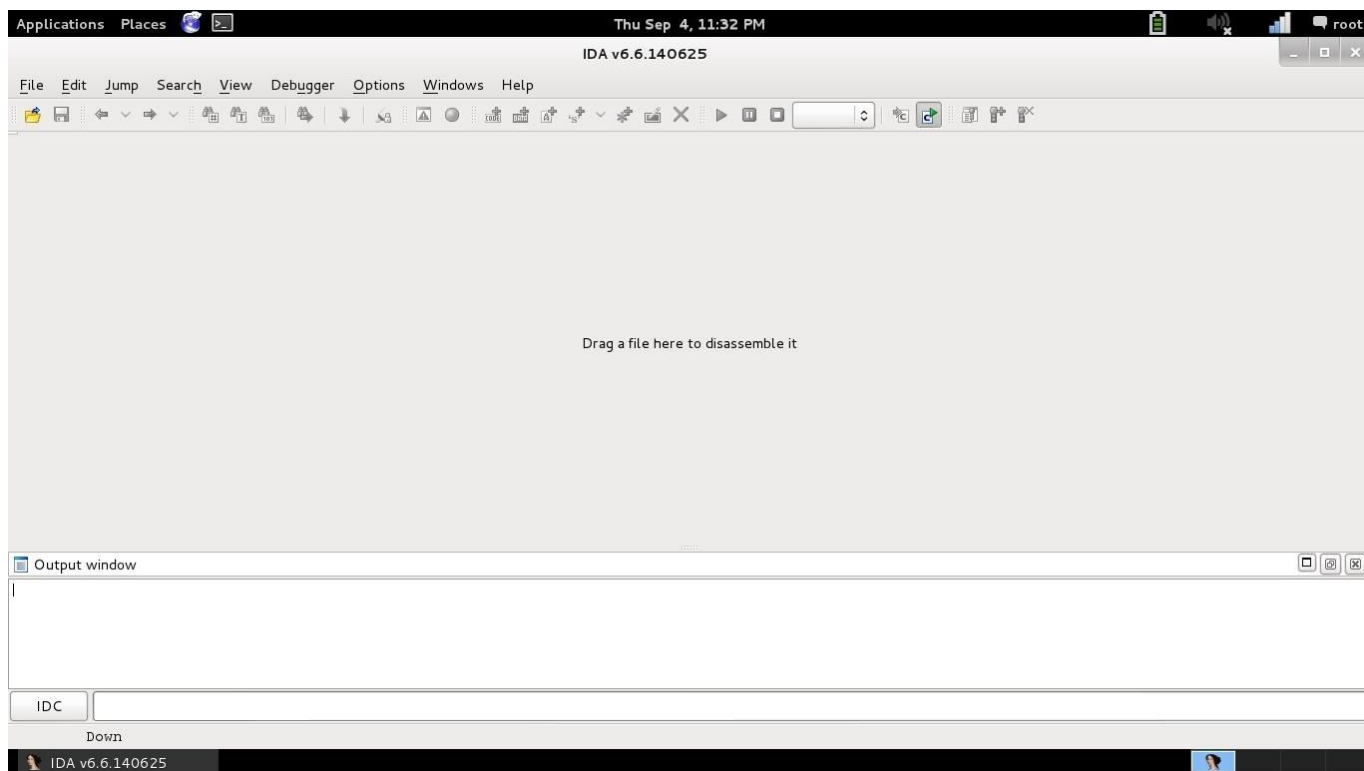 Applications Places Thu Sep 4, 11:32 PM root
IDA v6.6.140625
File Edit Jump Search View Debugger Options Windows Help
Drag a file here to disassemble it
Output window
IDC
Down
IDA v6.6.140625